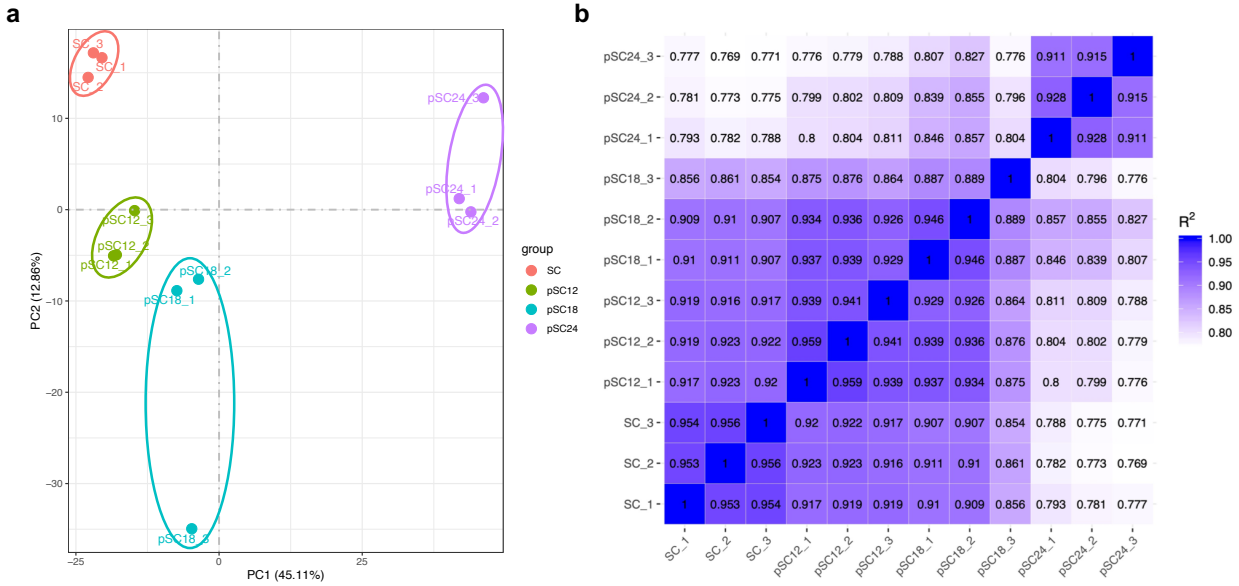 a
SC_3
SC_1
SC_2
pSC24_3
pSC24_1
pSC24_2
pSC12_3
pSC12_2
pSC12_1
pSC18_2
pSC18_1
pSC18_3
10
0
−10
−20
−30
PC2 (12.86%)
−25
0
25
PC1 (45.11%)
group
SC
pSC12
pSC18
pSC24
b
pSC24_3 0.777 0.769 0.771 0.776 0.779 0.788 0.807 0.827 0.776 0.911 0.915 1
pSC24_2 0.781 0.773 0.775 0.799 0.802 0.809 0.839 0.855 0.796 0.928 1 0.915
pSC24_1 0.793 0.782 0.788 0.8 0.804 0.811 0.846 0.857 0.804 1 0.928 0.911
pSC18_3 0.856 0.861 0.854 0.875 0.876 0.864 0.887 0.889 1 0.804 0.796 0.776
pSC18_2 0.909 0.91 0.907 0.934 0.936 0.926 0.946 1 0.889 0.857 0.855 0.827
pSC18_1 0.91 0.911 0.907 0.937 0.939 0.929 1 0.946 0.887 0.846 0.839 0.807
pSC12_3 0.919 0.916 0.917 0.939 0.941 1 0.929 0.926 0.864 0.811 0.809 0.788
pSC12_2 0.919 0.923 0.922 0.959 1 0.941 0.939 0.936 0.876 0.804 0.802 0.779
pSC12_1 0.917 0.923 0.92 1 0.959 0.939 0.937 0.934 0.875 0.8 0.799 0.776
SC_3 0.954 0.956 1 0.92 0.922 0.917 0.907 0.907 0.854 0.788 0.775 0.771
SC_2 0.953 1 0.956 0.923 0.923 0.916 0.911 0.91 0.861 0.782 0.773 0.769
SC_1 1 0.953 0.954 0.917 0.919 0.919 0.91 0.909 0.856 0.793 0.781 0.777
SC_1 SC_2 SC_3 pSC12_1 pSC12_2 pSC12_3 pSC18_1 pSC18_2 pSC18_3 pSC24_1 pSC24_2 pSC24_3
R²
1.00
0.95
0.90
0.85
0.80